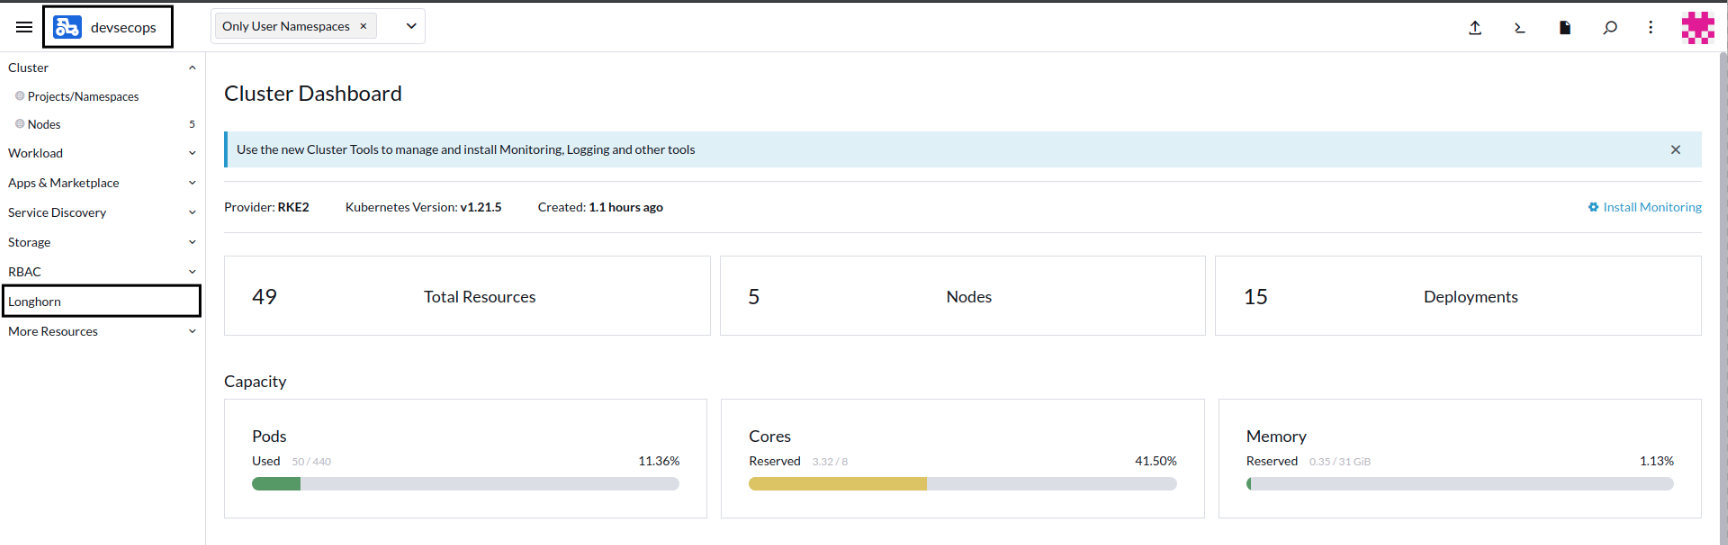 devsecops
Only User Namespaces ×
Cluster
Projects/Namespaces
Nodes 5
Workload
Apps & Marketplace
Service Discovery
Storage
RBAC
Longhorn
More Resources
Cluster Dashboard
Use the new Cluster Tools to manage and install Monitoring, Logging and other tools
Provider: RKE2 Kubernetes Version: v1.21.5 Created: 1.1 hours ago Install Monitoring
49 Total Resources 5 Nodes 15 Deployments
Capacity
Pods
Used 50 / 440 11.36%
Cores
Reserved 3.32 / 8 41.50%
Memory
Reserved 0.35 / 31 GiB 1.13%